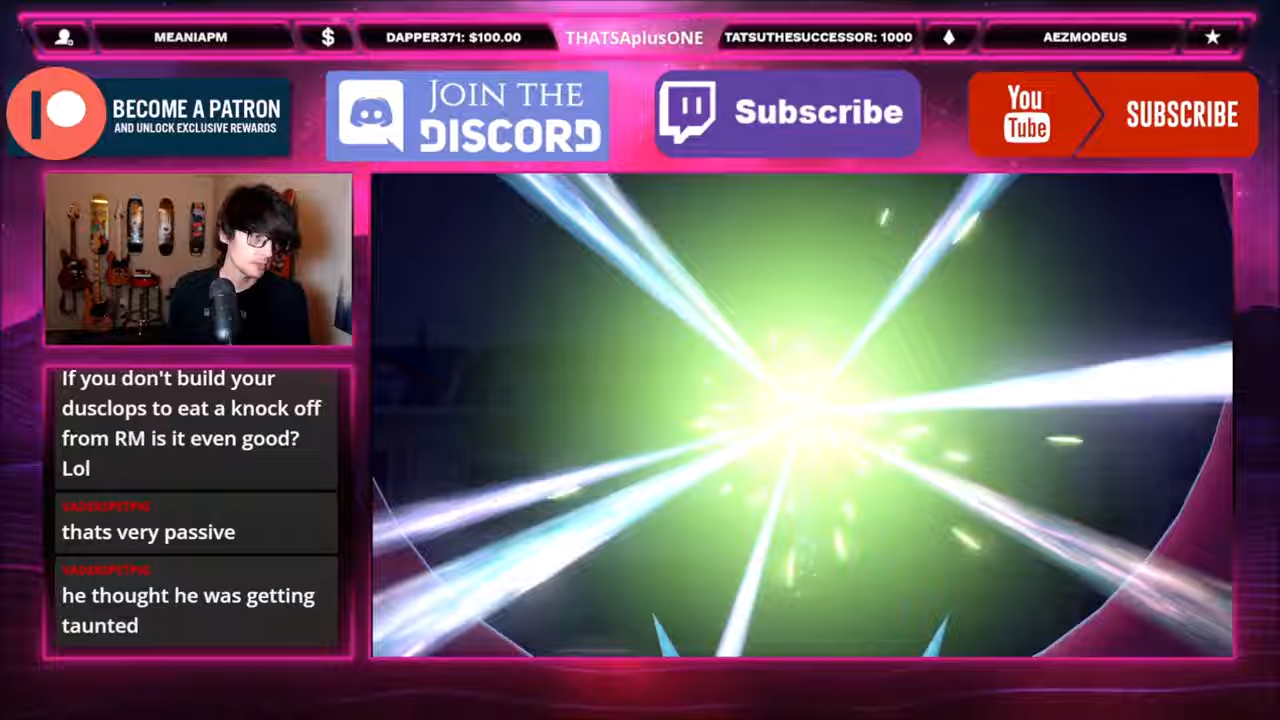 MEANIAPM
$
DAPPER371: $100.00
THATSAplusONE
TATSUTHESUCCESSOR: 1000
AEZMODEUS
BECOME A PATRON
AND UNLOCK EXCLUSIVE REWARDS
JOIN THE
DISCORD
Subscribe
You
Tube
SUBSCRIBE
If you don't build your
dusclops to eat a knock off
from RM is it even good?
Lol
VADERSPETPIG
thats very passive
VADERSPETPIG
he thought he was getting
taunted